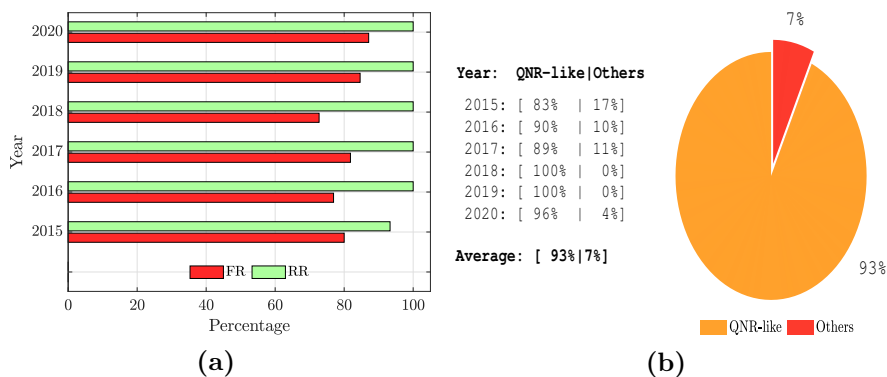 2020
2019
2018
2017
2016
2015
Year
FR RR
0 20 40 60 80 100
Percentage
(a)
7%
Year: QNR-like|Others
2015: [ 83% | 17%]
2016: [ 90% | 10%]
2017: [ 89% | 11%]
2018: [ 100% | 0%]
2019: [ 100% | 0%]
2020: [ 96% | 4%]
Average: [ 93%|7%]
93%
QNR-like Others
(b)